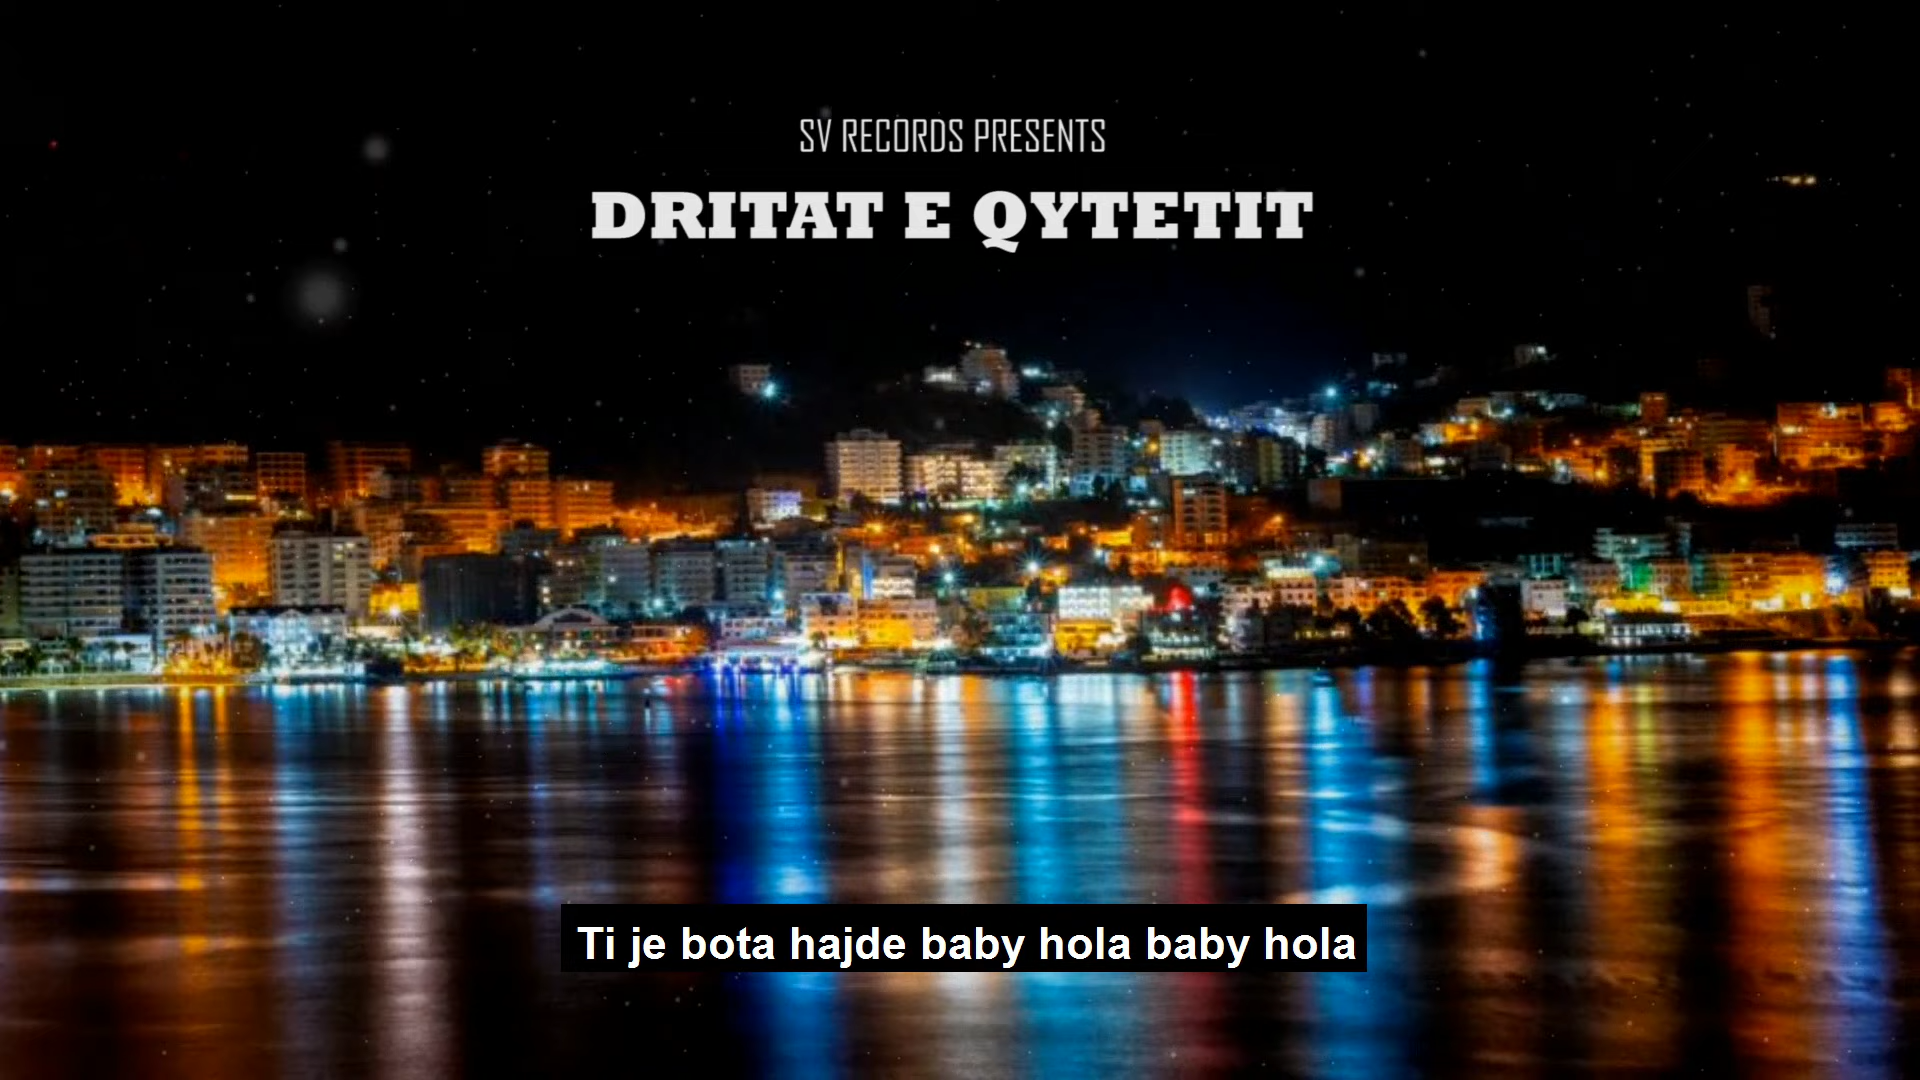 SV RECORDS PRESENTS
DRITAT E QYTETIT
Ti je bota hajde baby hola baby hola